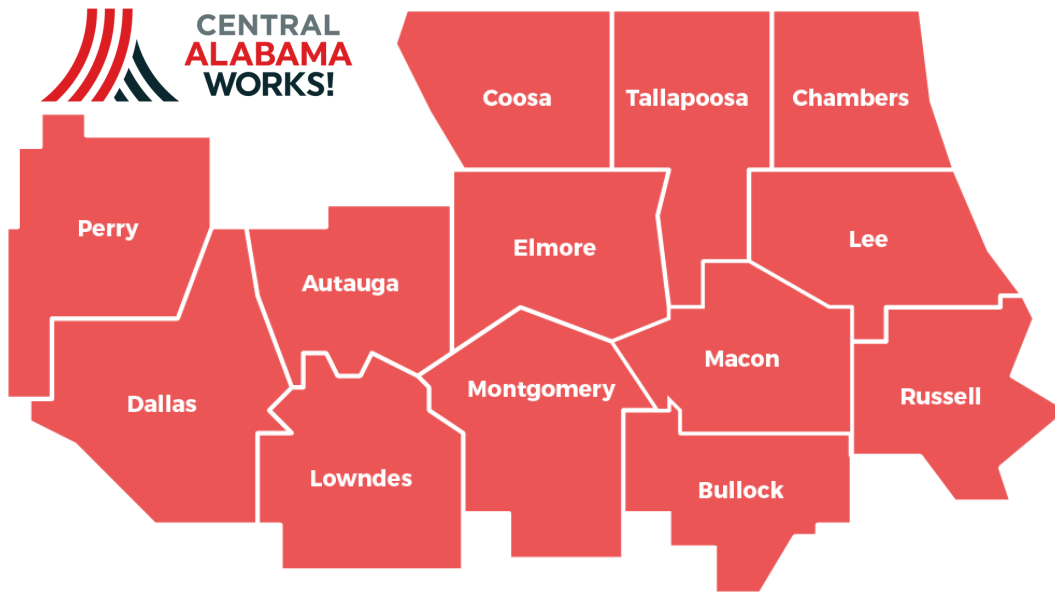 CENTRAL
ALABAMA
WORKS!
Coosa
Tallapoosa
Chambers
Perry
Elmore
Lee
Autauga
Macon
Montgomery
Russell
Dallas
Lowndes
Bullock